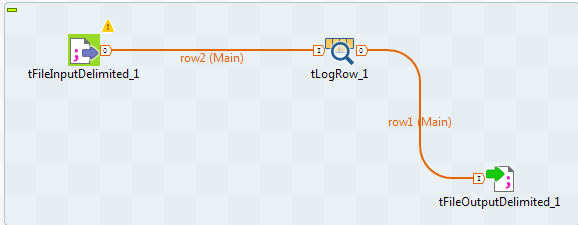 row2 (Main)
tFileInputDelimited_1
tLogRow_1
row1 (Main)
tFileOutputDelimited_1